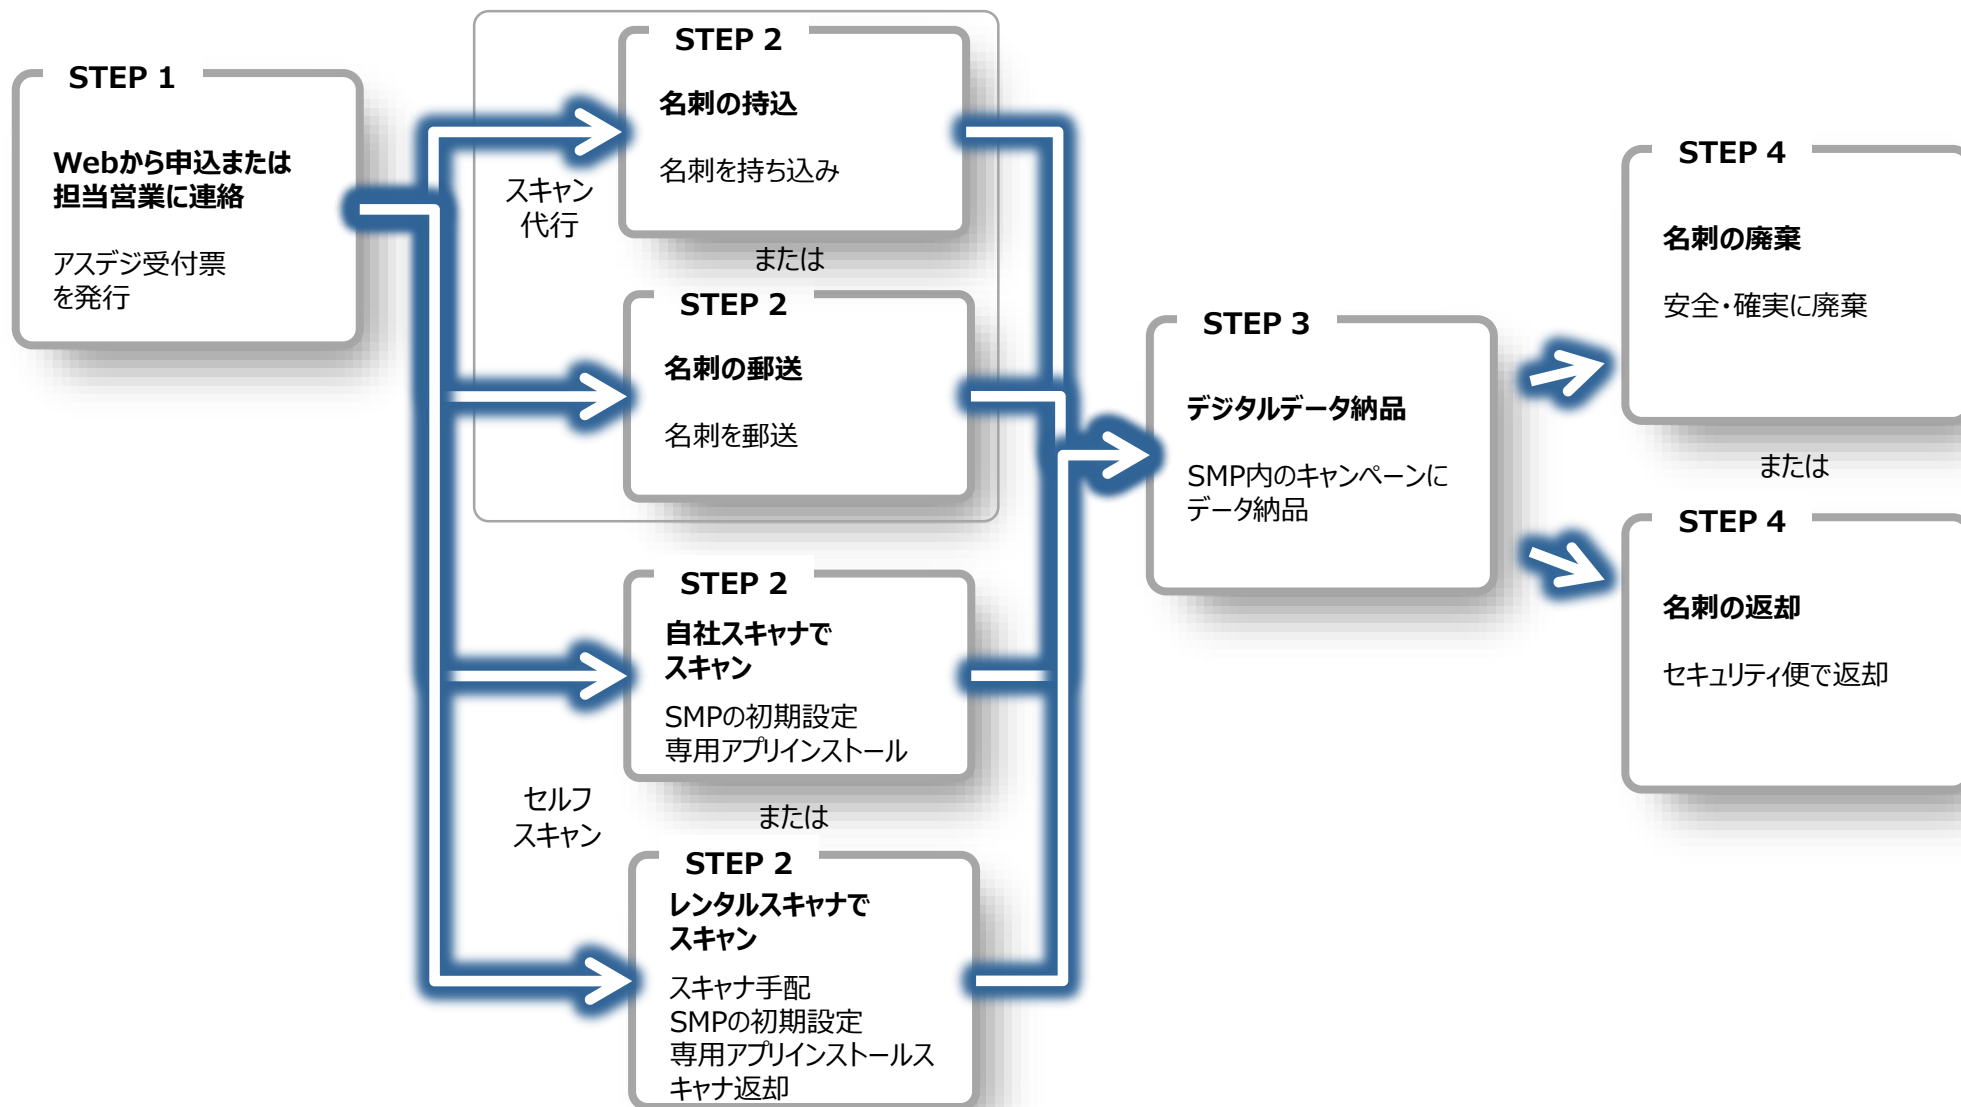 STEP 1
Webから申込または
担当営業に連絡
アスデジ受付票
を発行
スキャン
代行
STEP 2
名刺の持込
名刺を持ち込み
または
STEP 2
名刺の郵送
名刺を郵送
セルフ
スキャン
STEP 2
自社スキャナで
スキャン
SMPの初期設定
専用アプリインストール
または
STEP 2
レンタルスキャナで
スキャン
スキャナ手配
SMPの初期設定
専用アプリインストールス
キャナ返却
STEP 3
デジタルデータ納品
SMP内のキャンペーンに
データ納品
STEP 4
名刺の廃棄
安全・確実に廃棄
または
STEP 4
名刺の返却
セキュリティ便で返却